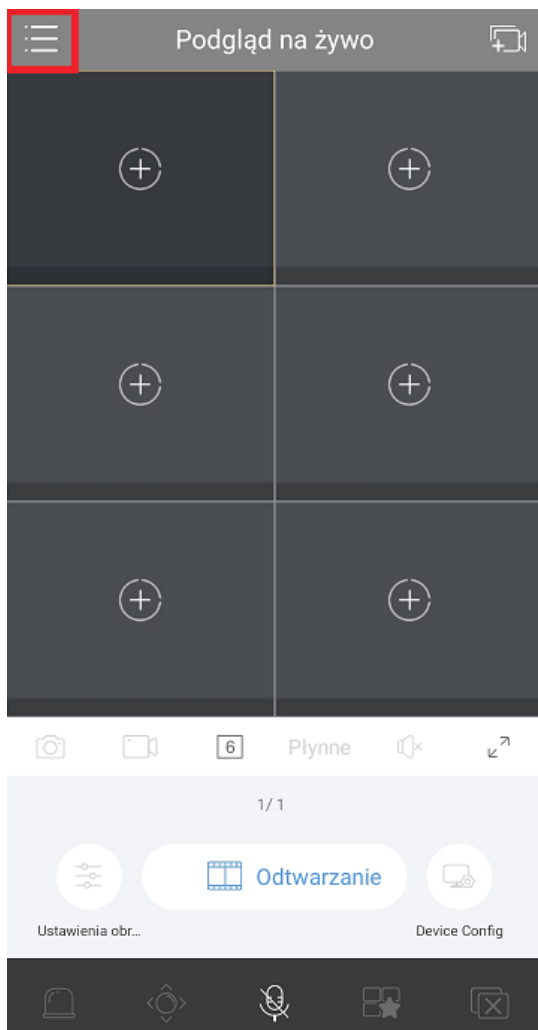 Podgląd na żywo
6
Płynne
1/1
Odtwarzanie
Ustawienia obr...
Device Config